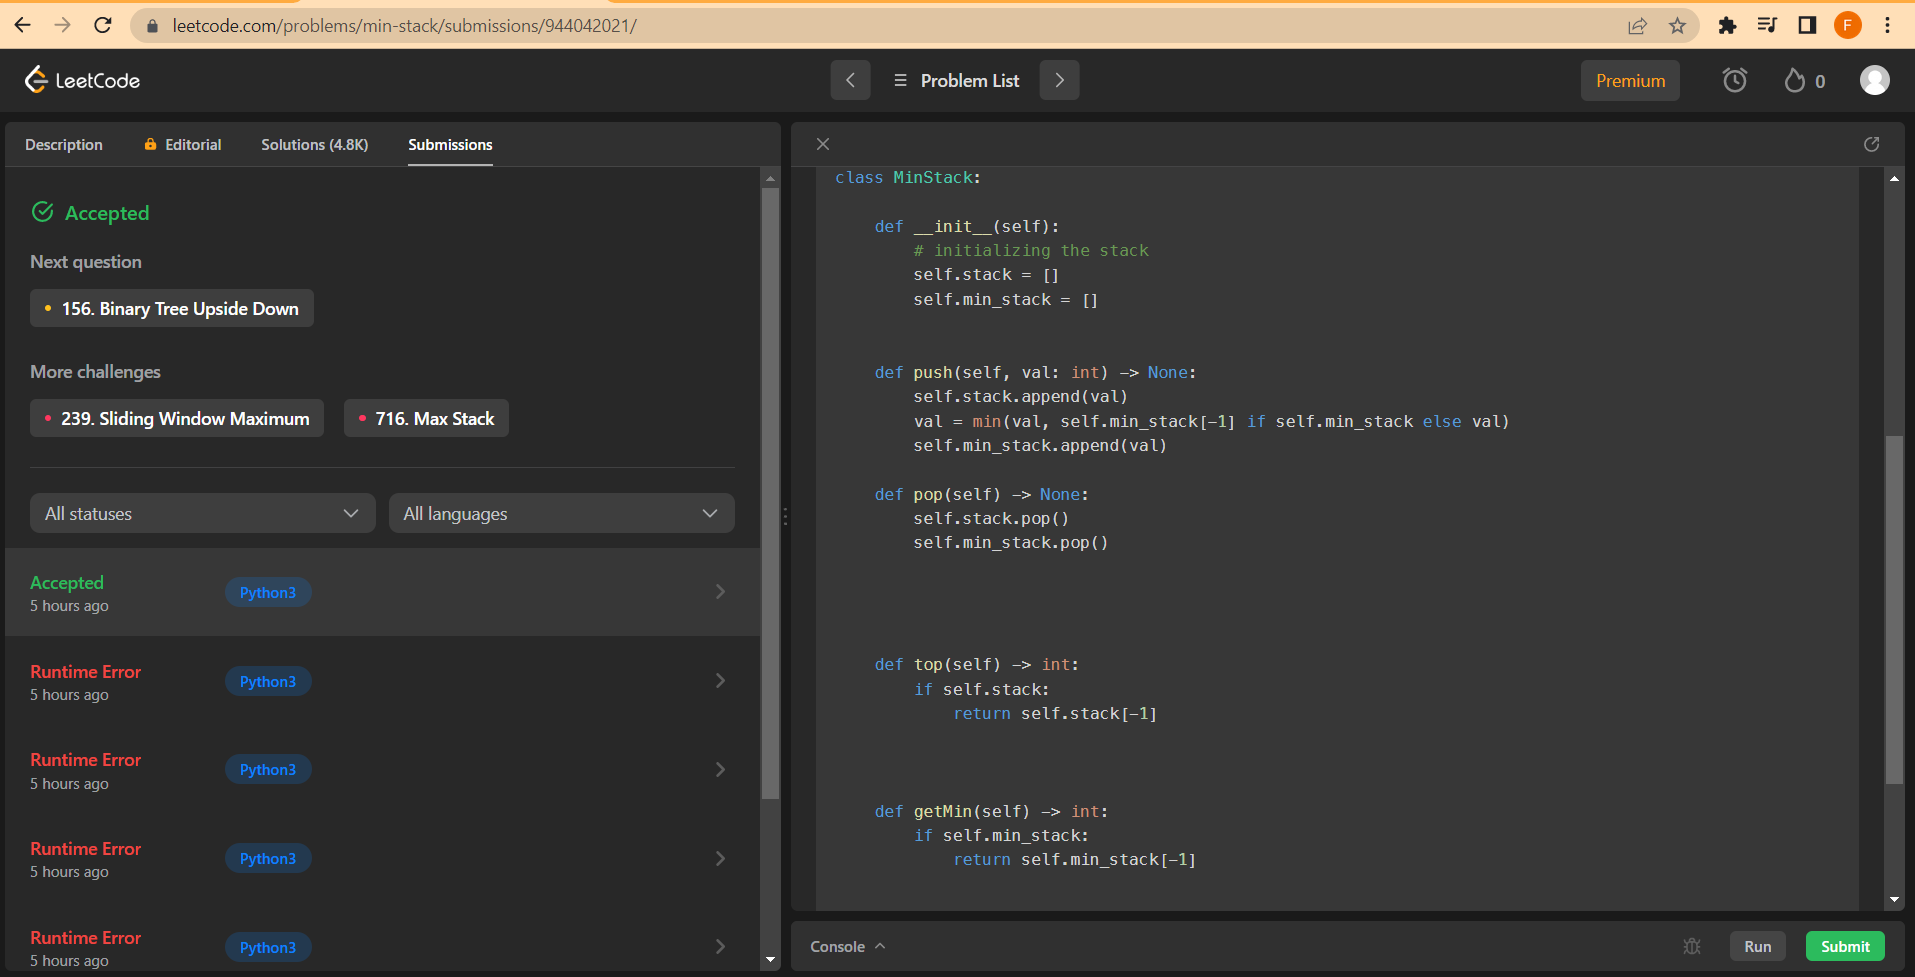 leetcode.com/problems/min-stack/submissions/944042021/
F
LeetCode
Problem List
Premium
0
Description
Editorial
Solutions (4.8K)
Submissions
Accepted
Next question
156. Binary Tree Upside Down
More challenges
239. Sliding Window Maximum
716. Max Stack
All statuses
All languages
Accepted
5 hours ago
Python3
Runtime Error
5 hours ago
Python3
Runtime Error
5 hours ago
Python3
Runtime Error
5 hours ago
Python3
Runtime Error
5 hours ago
Python3
class MinStack:
    def __init__(self):
        # initializing the stack
        self.stack = []
        self.min_stack = []
    def push(self, val: int) -> None:
        self.stack.append(val)
        val = min(val, self.min_stack[-1] if self.min_stack else val)
        self.min_stack.append(val)
    def pop(self) -> None:
        self.stack.pop()
        self.min_stack.pop()
    def top(self) -> int:
        if self.stack:
            return self.stack[-1]
    def getMin(self) -> int:
        if self.min_stack:
            return self.min_stack[-1]
Console
Run
Submit